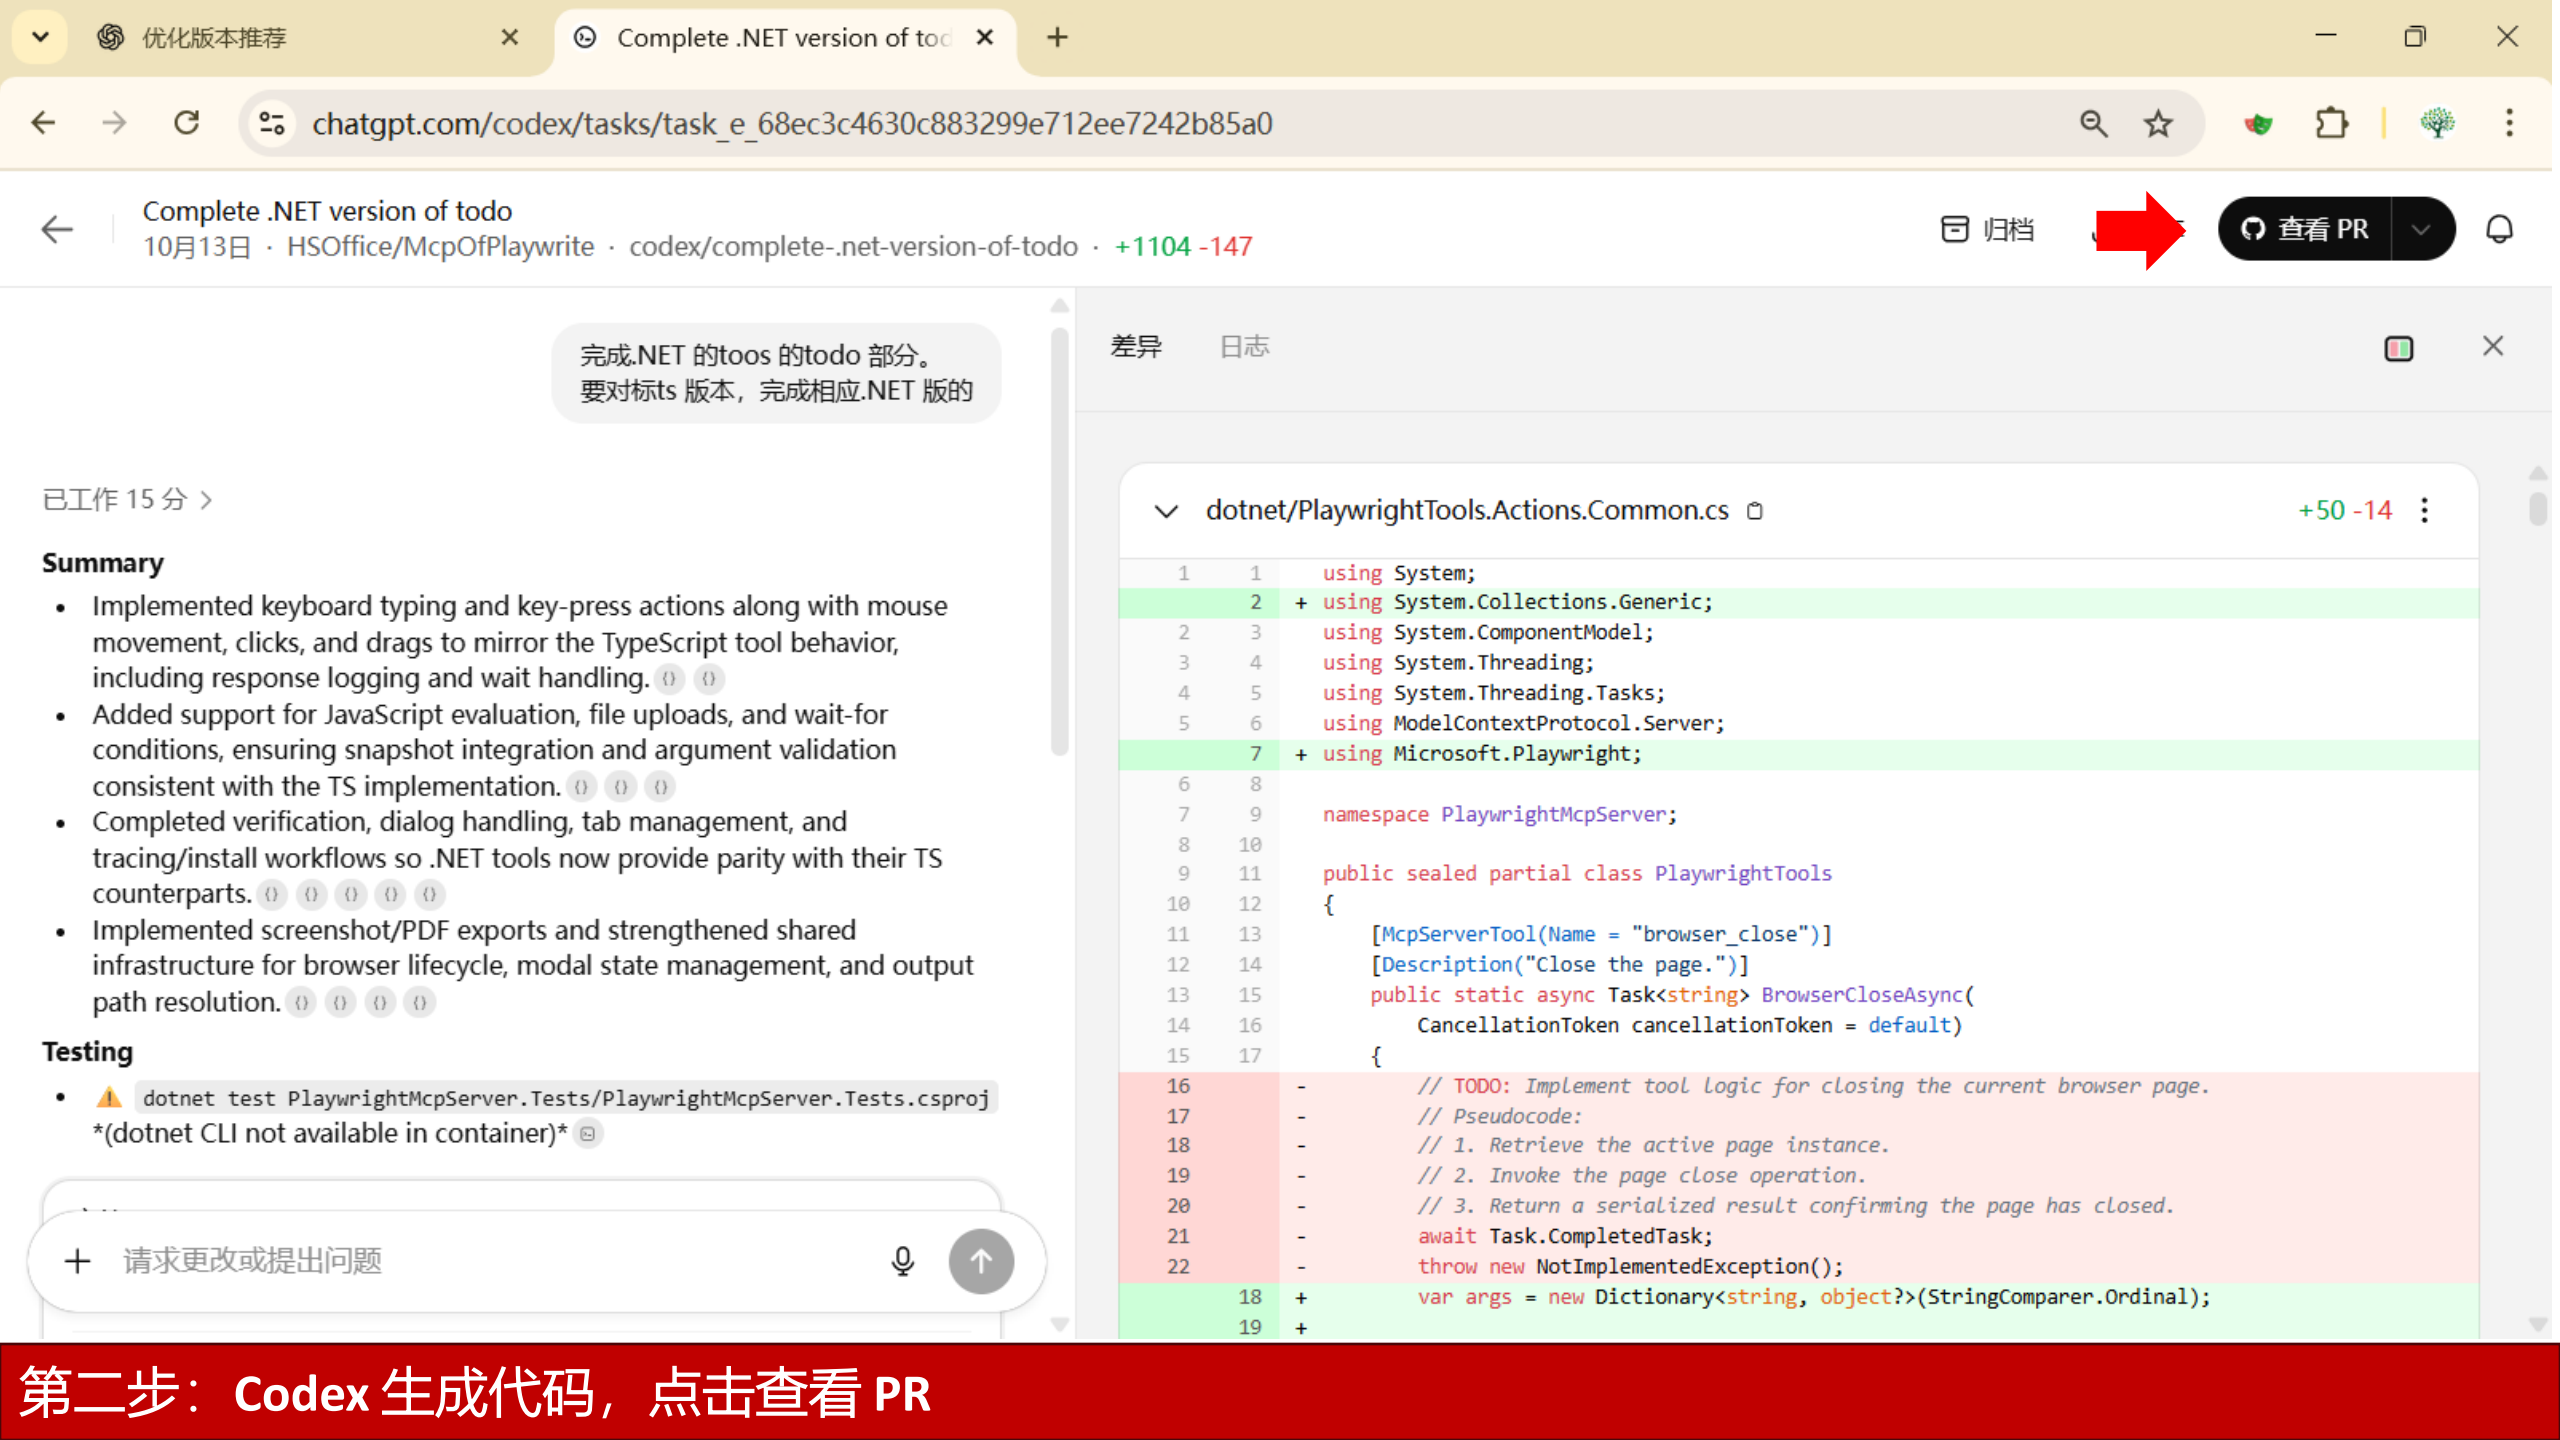 优化版本推荐
Complete .NET version of tod
chatgpt.com/codex/tasks/task_e_68ec3c4630c883299e712ee7242b85a0
Complete .NET version of todo
10月13日 · HSOffice/McpOfPlaywrite · codex/complete-.net-version-of-todo · +1104 -147
归档
查看 PR
完成.NET 的toos 的todo 部分。
要对标ts 版本，完成相应.NET 版的
已工作 15 分
Summary
• Implemented keyboard typing and key-press actions along with mouse
movement, clicks, and drags to mirror the TypeScript tool behavior,
including response logging and wait handling.
• Added support for JavaScript evaluation, file uploads, and wait-for
conditions, ensuring snapshot integration and argument validation
consistent with the TS implementation.
• Completed verification, dialog handling, tab management, and
tracing/install workflows so .NET tools now provide parity with their TS
counterparts.
• Implemented screenshot/PDF exports and strengthened shared
infrastructure for browser lifecycle, modal state management, and output
path resolution.
Testing
• ⚠ dotnet test PlaywrightMcpServer.Tests/PlaywrightMcpServer.Tests.csproj
*(dotnet CLI not available in container)*
请求更改或提出问题
差异 日志
dotnet/PlaywrightTools.Actions.Common.cs +50 -14
1 1 using System;
2 + using System.Collections.Generic;
2 3 using System.ComponentModel;
3 4 using System.Threading;
4 5 using System.Threading.Tasks;
5 6 using ModelContextProtocol.Server;
7 + using Microsoft.Playwright;
6 8
7 9 namespace PlaywrightMcpServer;
8 10
9 11 public sealed partial class PlaywrightTools
10 12 {
11 13 [McpServerTool(Name = "browser_close")]
12 14 [Description("Close the page.")]
13 15 public static async Task<string> BrowserCloseAsync(
14 16 CancellationToken cancellationToken = default)
15 17 {
16 - // TODO: Implement tool logic for closing the current browser page.
17 - // Pseudocode:
18 - // 1. Retrieve the active page instance.
19 - // 2. Invoke the page close operation.
20 - // 3. Return a serialized result confirming the page has closed.
21 - await Task.CompletedTask;
22 - throw new NotImplementedException();
18 + var args = new Dictionary<string, object?>(StringComparer.Ordinal);
19 +
第二步：Codex 生成代码，点击查看 PR